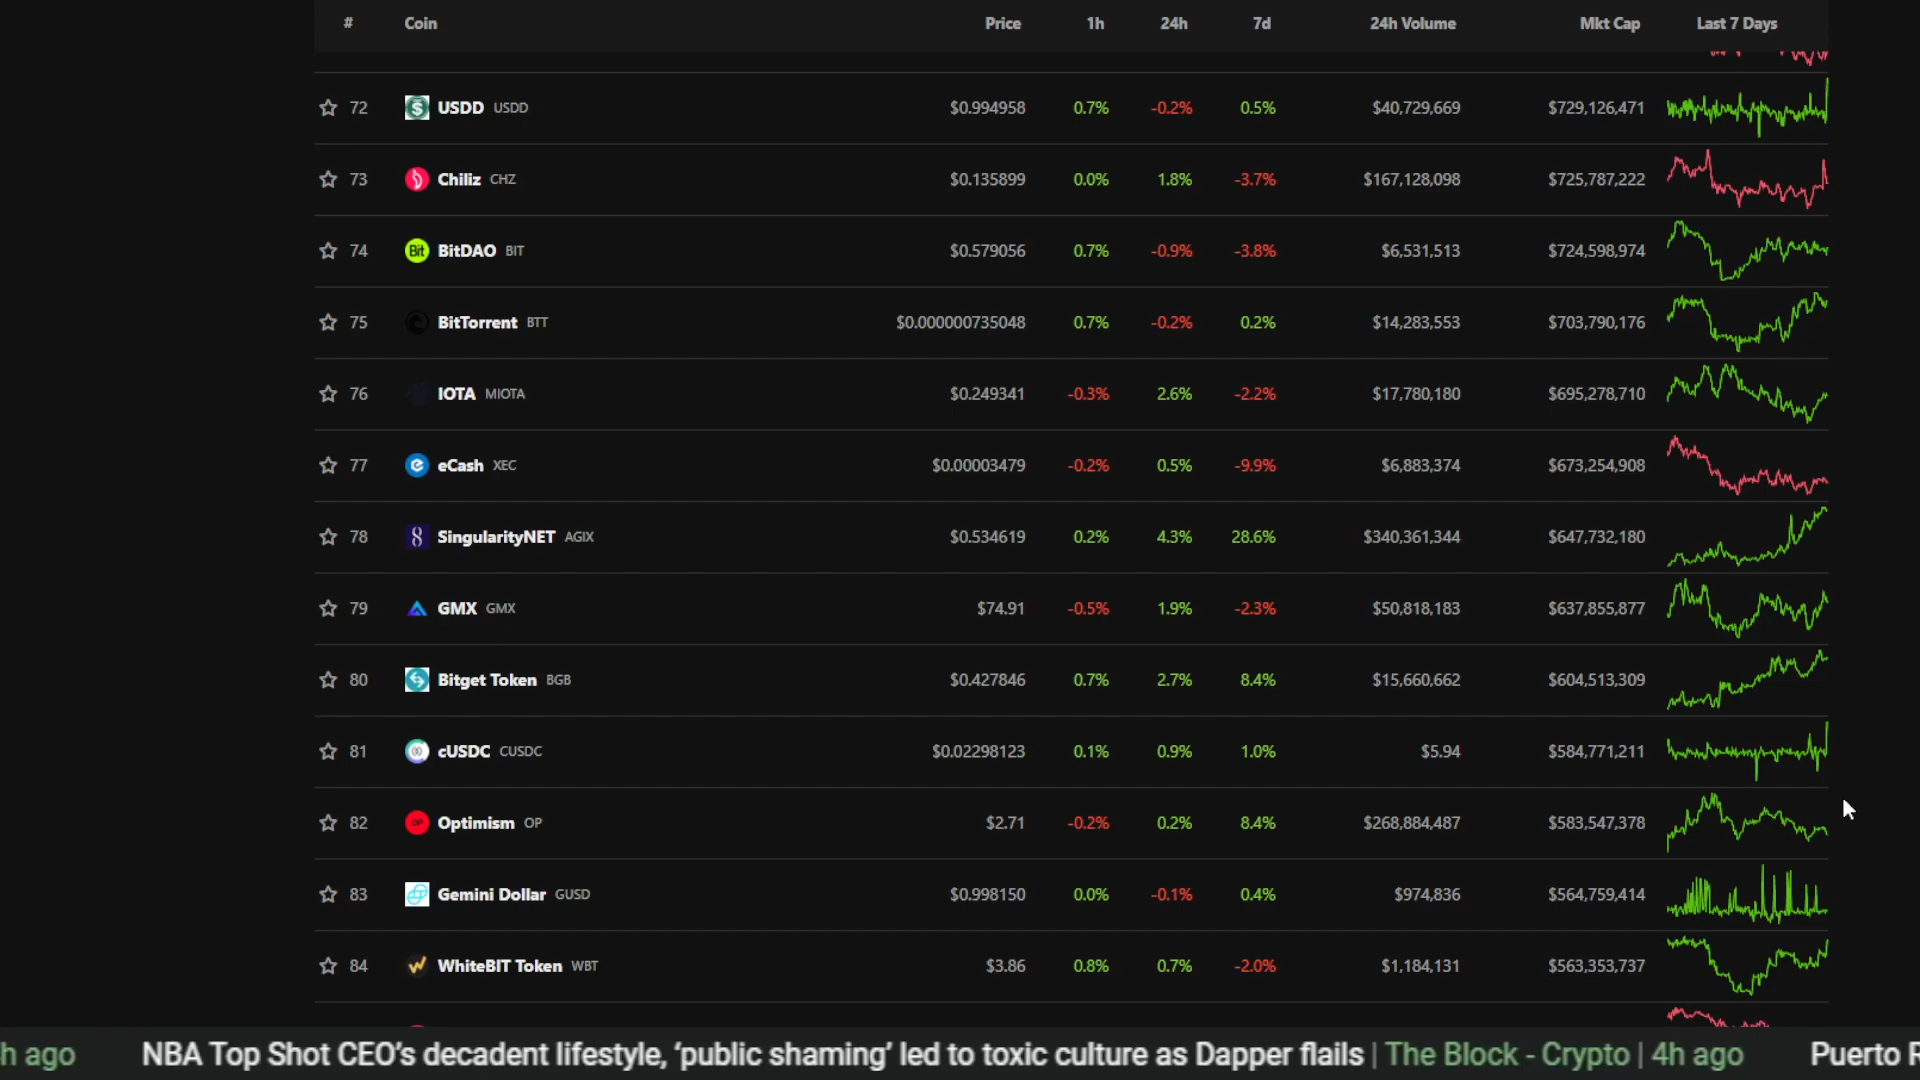 # Coin Price 1h 24h 7d 24h Volume Mkt Cap Last 7 Days
72 USDD USDD $0.994958 0.7% -0.2% 0.5% $40,729,669 $729,126,471
73 Chiliz CHZ $0.135899 0.0% 1.8% -3.7% $167,128,098 $725,787,222
74 Bit BitDAO BIT $0.579056 0.7% -0.9% -3.8% $6,531,513 $724,598,974
75 BitTorrent BTT $0.000000735048 0.7% -0.2% 0.2% $14,283,553 $703,790,176
76 IOTA MIOTA $0.249341 -0.3% 2.6% -2.2% $17,780,180 $695,278,710
77 eCash XEC $0.00003479 -0.2% 0.5% -9.9% $6,883,374 $673,254,908
78 SingularityNET AGIX $0.534619 0.2% 4.3% 28.6% $340,361,344 $647,732,180
79 GMX GMX $74.91 -0.5% 1.9% -2.3% $50,818,183 $637,855,877
80 Bitget Token BGB $0.427846 0.7% 2.7% 8.4% $15,660,662 $604,513,309
81 cUSDC CUSDC $0.02298123 0.1% 0.9% 1.0% $5.94 $584,771,211
82 OP Optimism OP $2.71 -0.2% 0.2% 8.4% $268,884,487 $583,547,378
83 Gemini Dollar GUSD $0.998150 0.0% -0.1% 0.4% $974,836 $564,759,414
84 WhiteBIT Token WBT $3.86 0.8% 0.7% -2.0% $1,184,131 $563,353,737
h ago NBA Top Shot CEO’s decadent lifestyle, ‘public shaming’ led to toxic culture as Dapper flails | The Block - Crypto | 4h ago Puerto